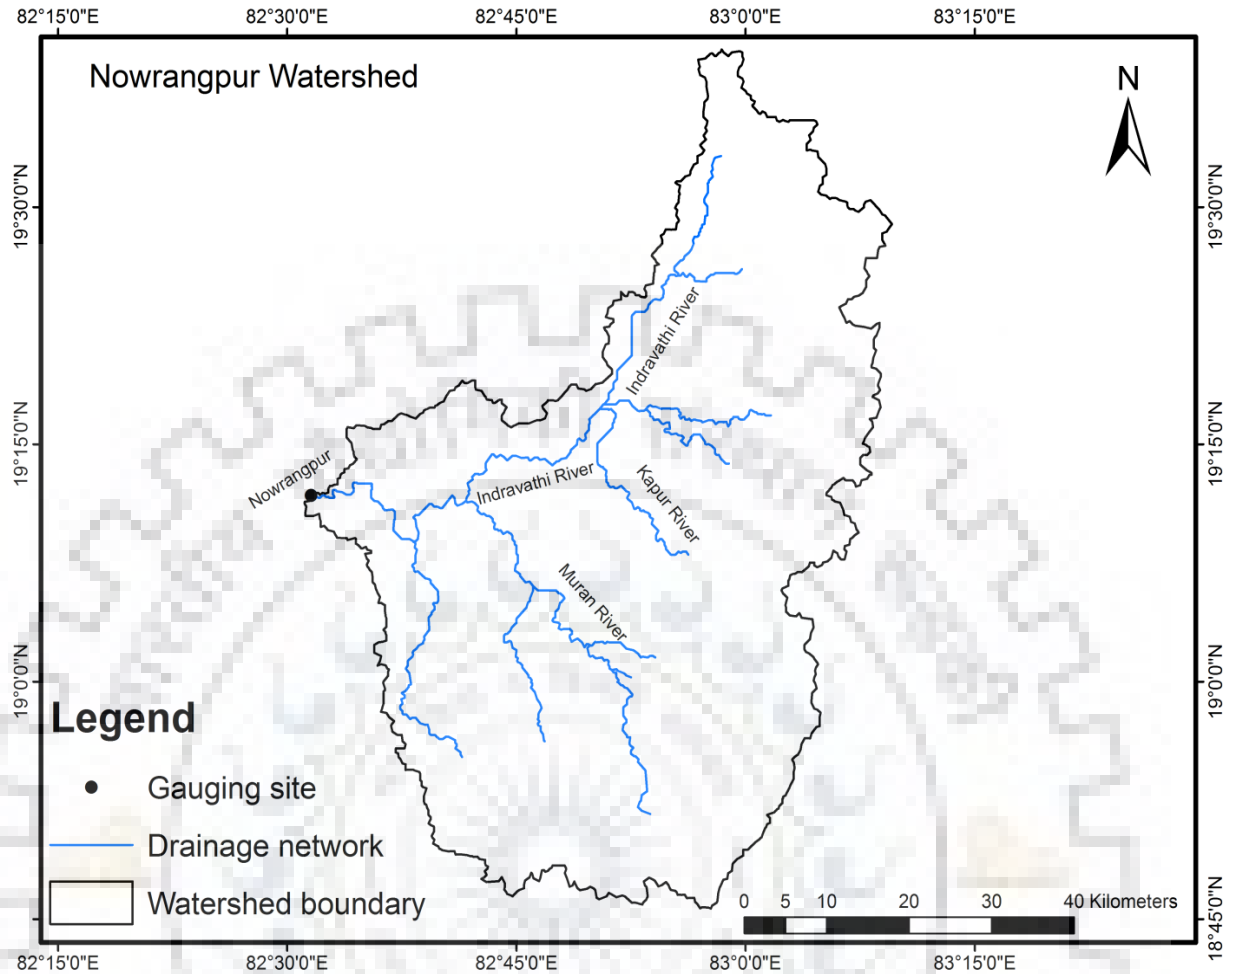 82°15'0"E 82°30'0"E 82°45'0"E 83°0'0"E 83°15'0"E
Nowrangpur Watershed
N
19°30'0"N
19°30'0"N
Indravathi River
19°15'0"N
19°15'0"N
Nowrangpur
Indravathi River
Kapur River
Muran River
19°0'0"N
19°0'0"N
Legend
Gauging site
Drainage network
Watershed boundary
0 5 10 20 30 40 Kilometers
18°45'0"N
82°15'0"E 82°30'0"E 82°45'0"E 83°0'0"E 83°15'0"E